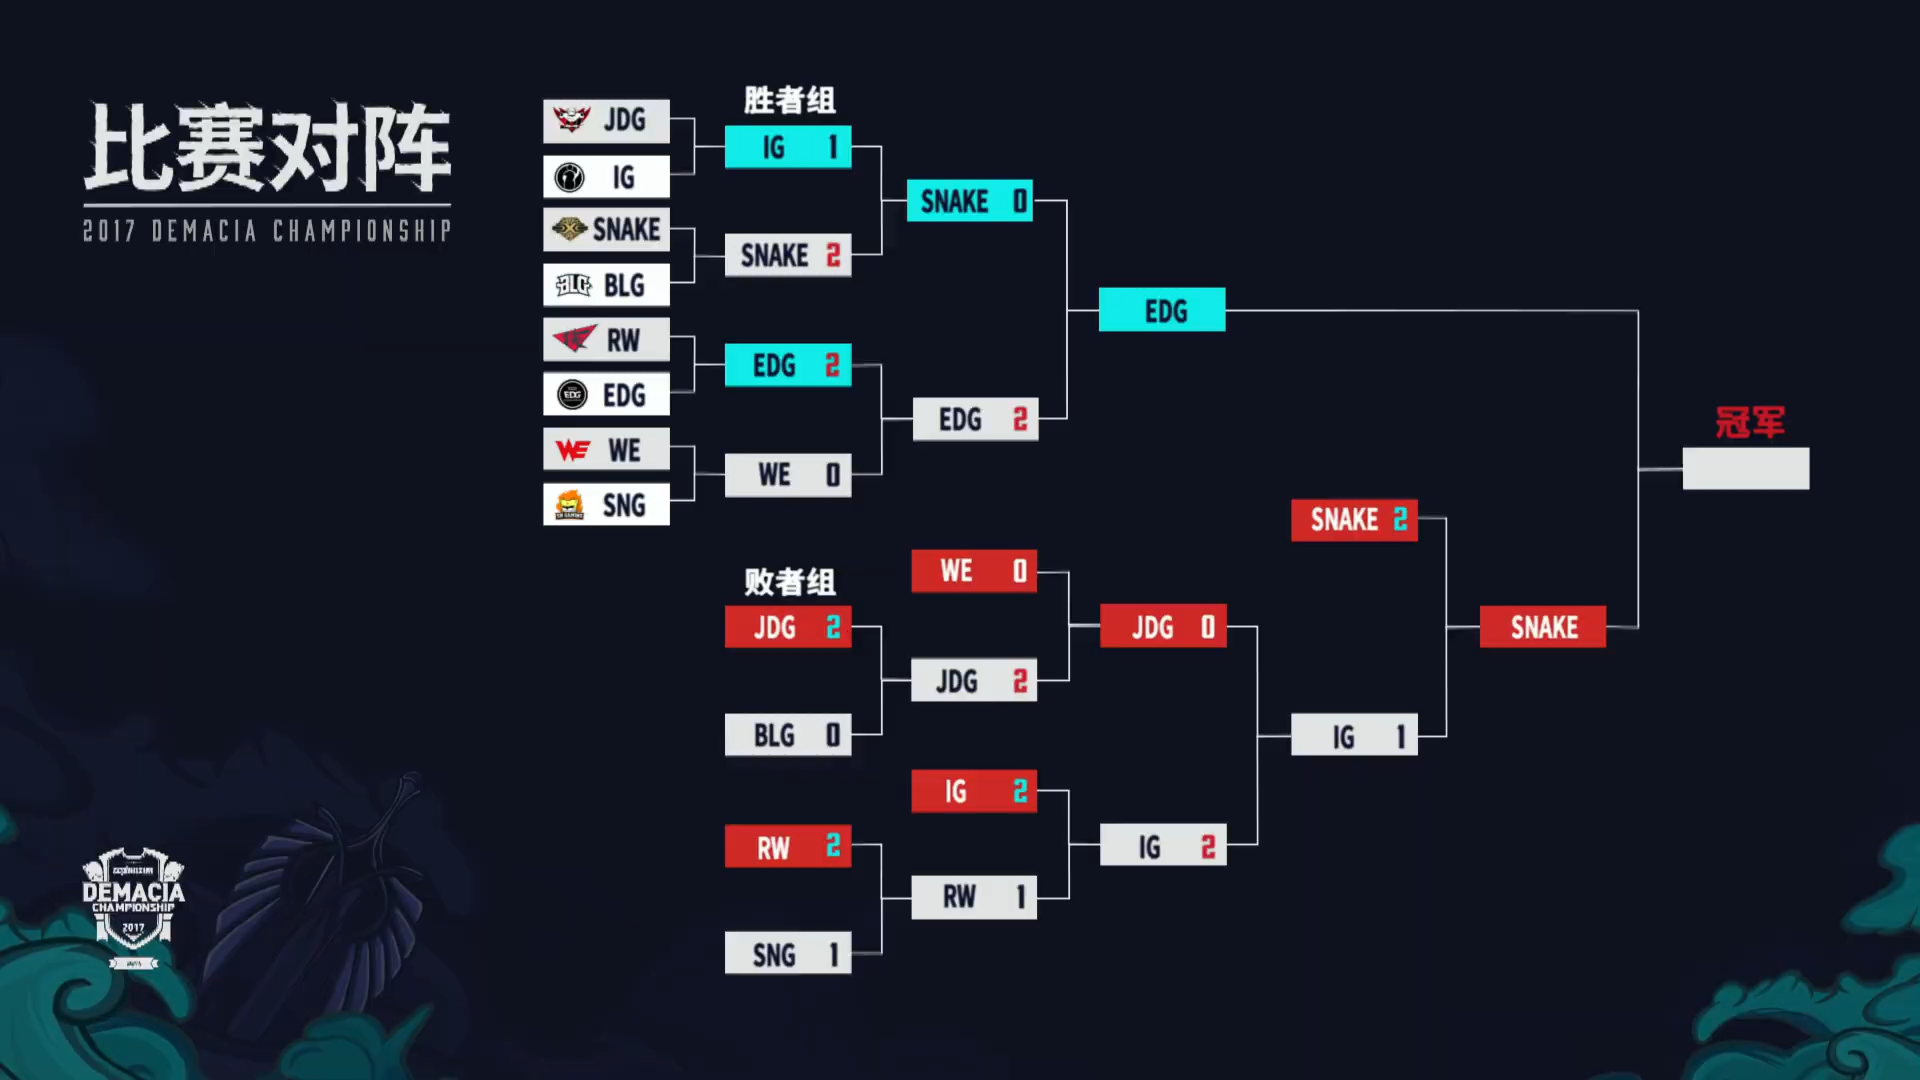 比赛对阵
2017 DEMACIA CHAMPIONSHIP
JDG
IG
SNAKE
BLG
RW
EDG
WE
SNG
胜者组
IG 1
SNAKE 2
EDG 2
WE 0
SNAKE 0
EDG 2
EDG
败者组
JDG 2
BLG 0
RW 2
SNG 1
WE 0
JDG 2
IG 2
RW 1
JDG 0
IG 2
SNAKE 2
IG 1
SNAKE
冠军
DEMACIA
CHAMPIONSHIP
2017